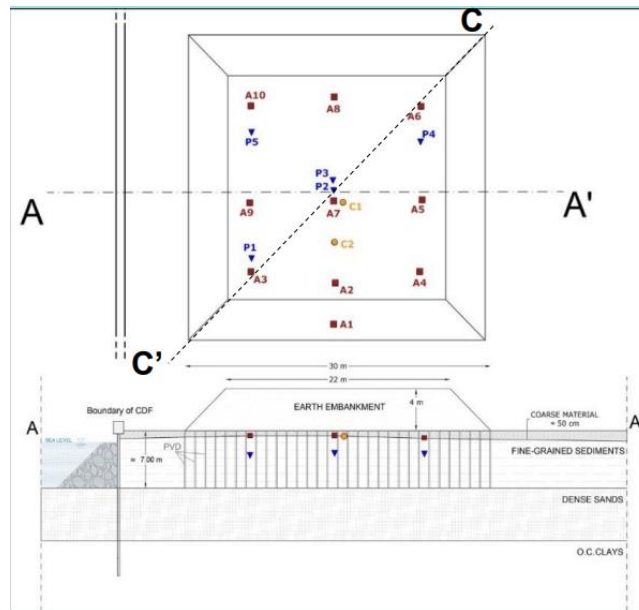 C
A10
A8
A6
P5
P4
P3
P2
A
A9
A7
C1
A5
A'
C2
P1
A3
A2
A4
A1
C'
30 m
22 m
Boundary of CDF
EARTH EMBANKMENT
4 m
COARSE MATERIAL
≈ 50 cm
A
A
SEA LEVEL
PVD
≈ 7.00 m
FINE-GRAINED SEDIMENTS
DENSE SANDS
O.C.CLAYS